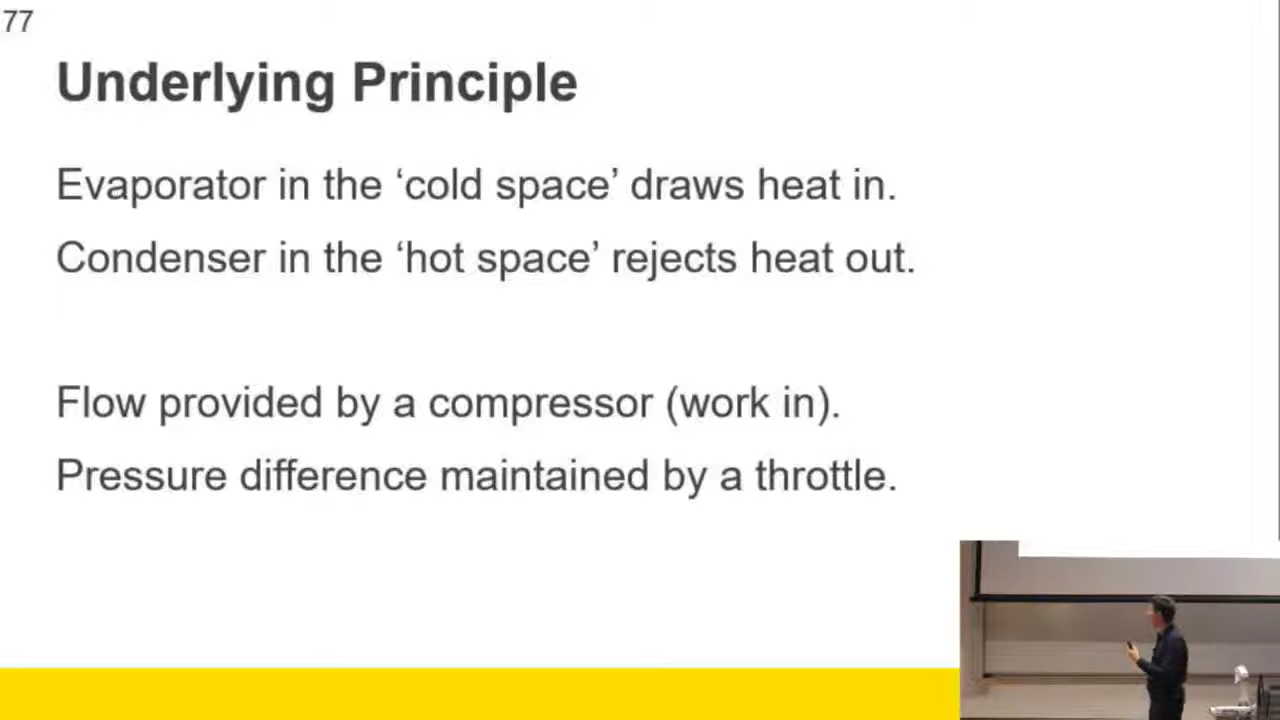 77
Underlying Principle
Evaporator in the ‘cold space’ draws heat in.
Condenser in the ‘hot space’ rejects heat out.
Flow provided by a compressor (work in).
Pressure difference maintained by a throttle.